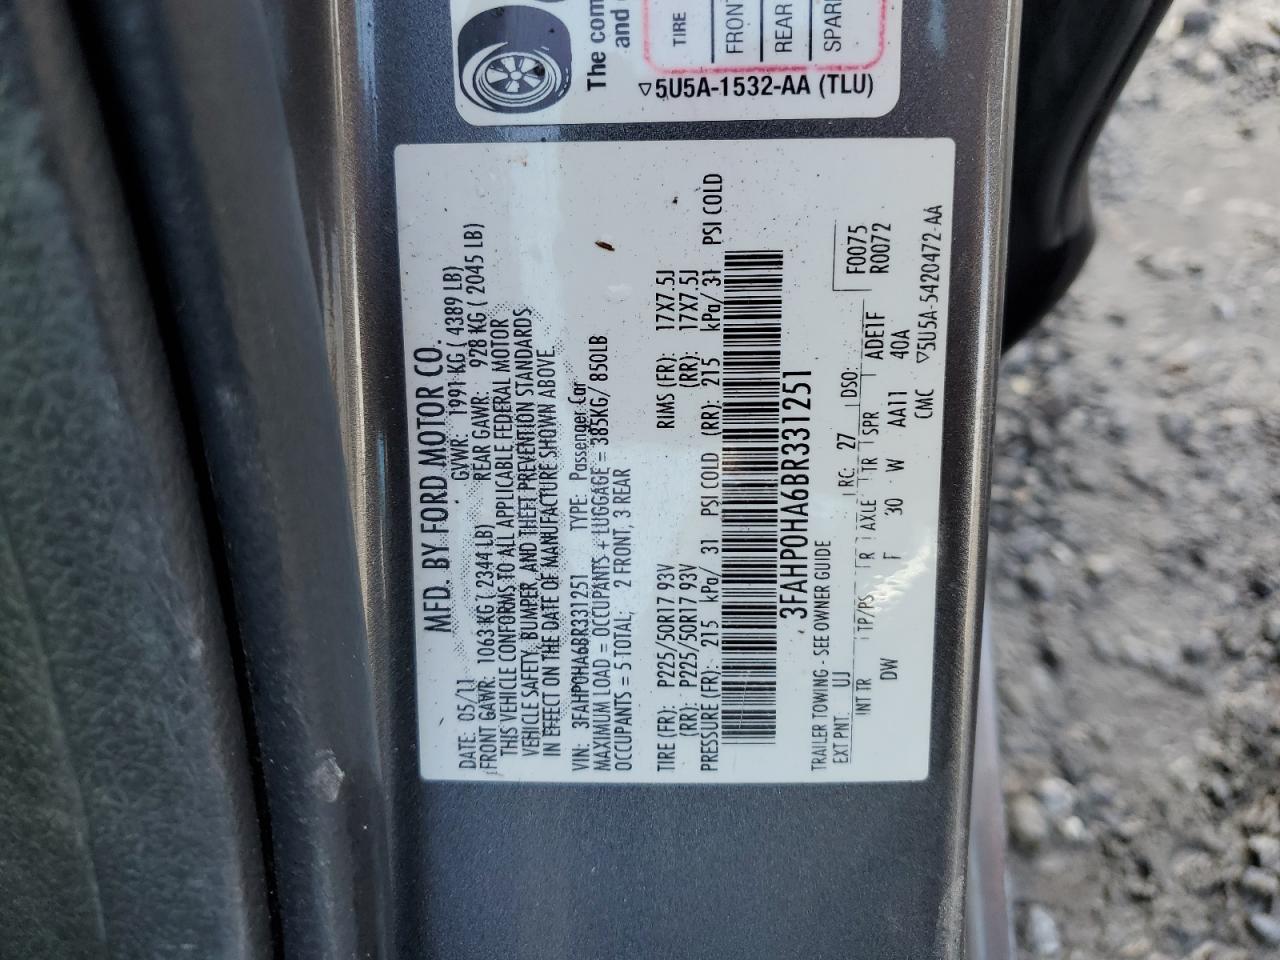 The com
and
TIRE
FRONT
REAR
SPAR
▽5U5A-1532-AA (TLU)
MFD. BY FORD MOTOR CO.
DATE: 05/11 GVWR: 1991 KG ( 4389 LB)
FRONT GAWR: 1063 KG ( 2344 LB) REAR GAWR: 928 KG ( 2045 LB)
THIS VEHICLE CONFORMS TO ALL APPLICABLE FEDERAL MOTOR
VEHICLE SAFETY, BUMPER, AND THEFT PREVENTION STANDARDS
IN EFFECT ON THE DATE OF MANUFACTURE SHOWN ABOVE.
VIN: 3FAHP0HA6BR331251 TYPE: Passenger Car
MAXIMUM LOAD = OCCUPANTS + LUGGAGE = 385KG/ 850LB
OCCUPANTS = 5 TOTAL; 2 FRONT, 3 REAR
TIRE (FR): P225/50R17 93V RIMS (FR): 17X7.5J
(RR): P225/50R17 93V (RR): 17X7.5J
PRESSURE (FR): 215 kPa/ 31 PSI COLD (RR): 215 kPa/ 31 PSI COLD
3FAHP0HA6BR331251
TRAILER TOWING - SEE OWNER GUIDE
EXT PNT: UJ RC: 27 DSO: F0075
INT TR TP/PS R AXLE TR SPR ADE1F R0072
DW F 30 W AA11 40A
CMC ▽5U5A-5420472-AA